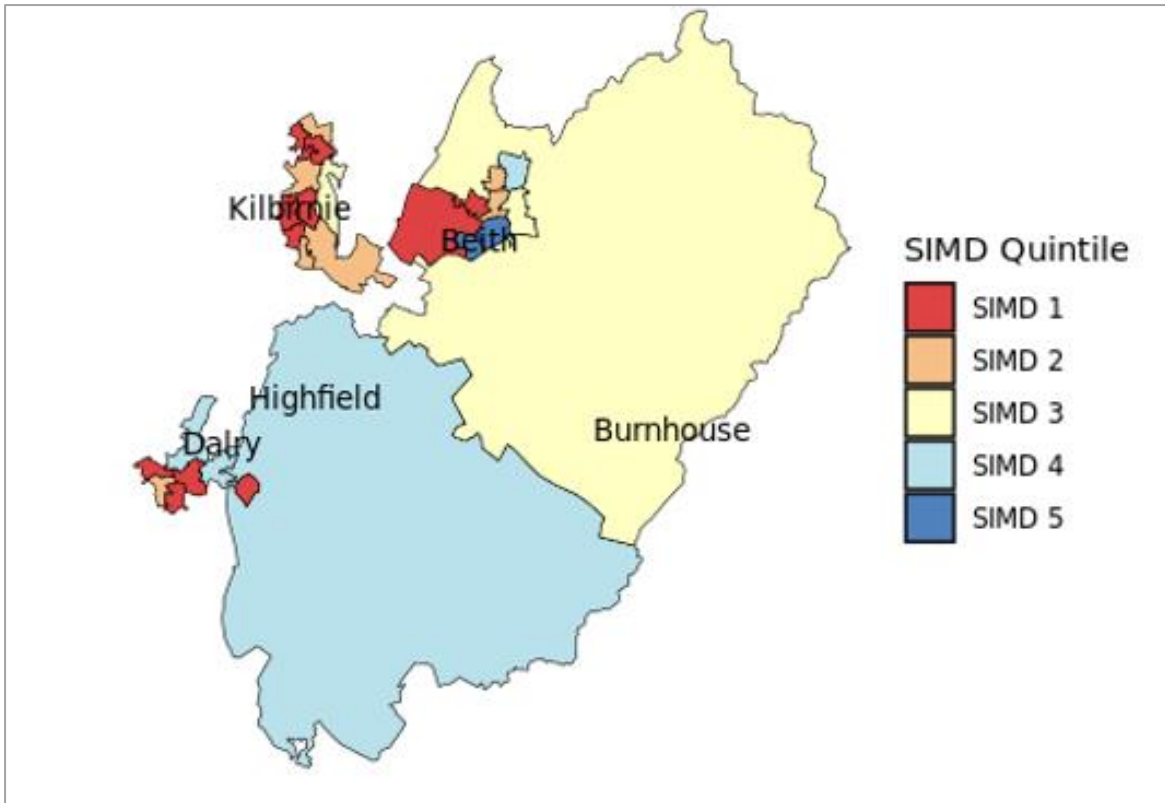 Kilbirnie
Beith
SIMD Quintile
SIMD 1
SIMD 2
SIMD 3
SIMD 4
SIMD 5
Highfield
Burnhouse
Dalry